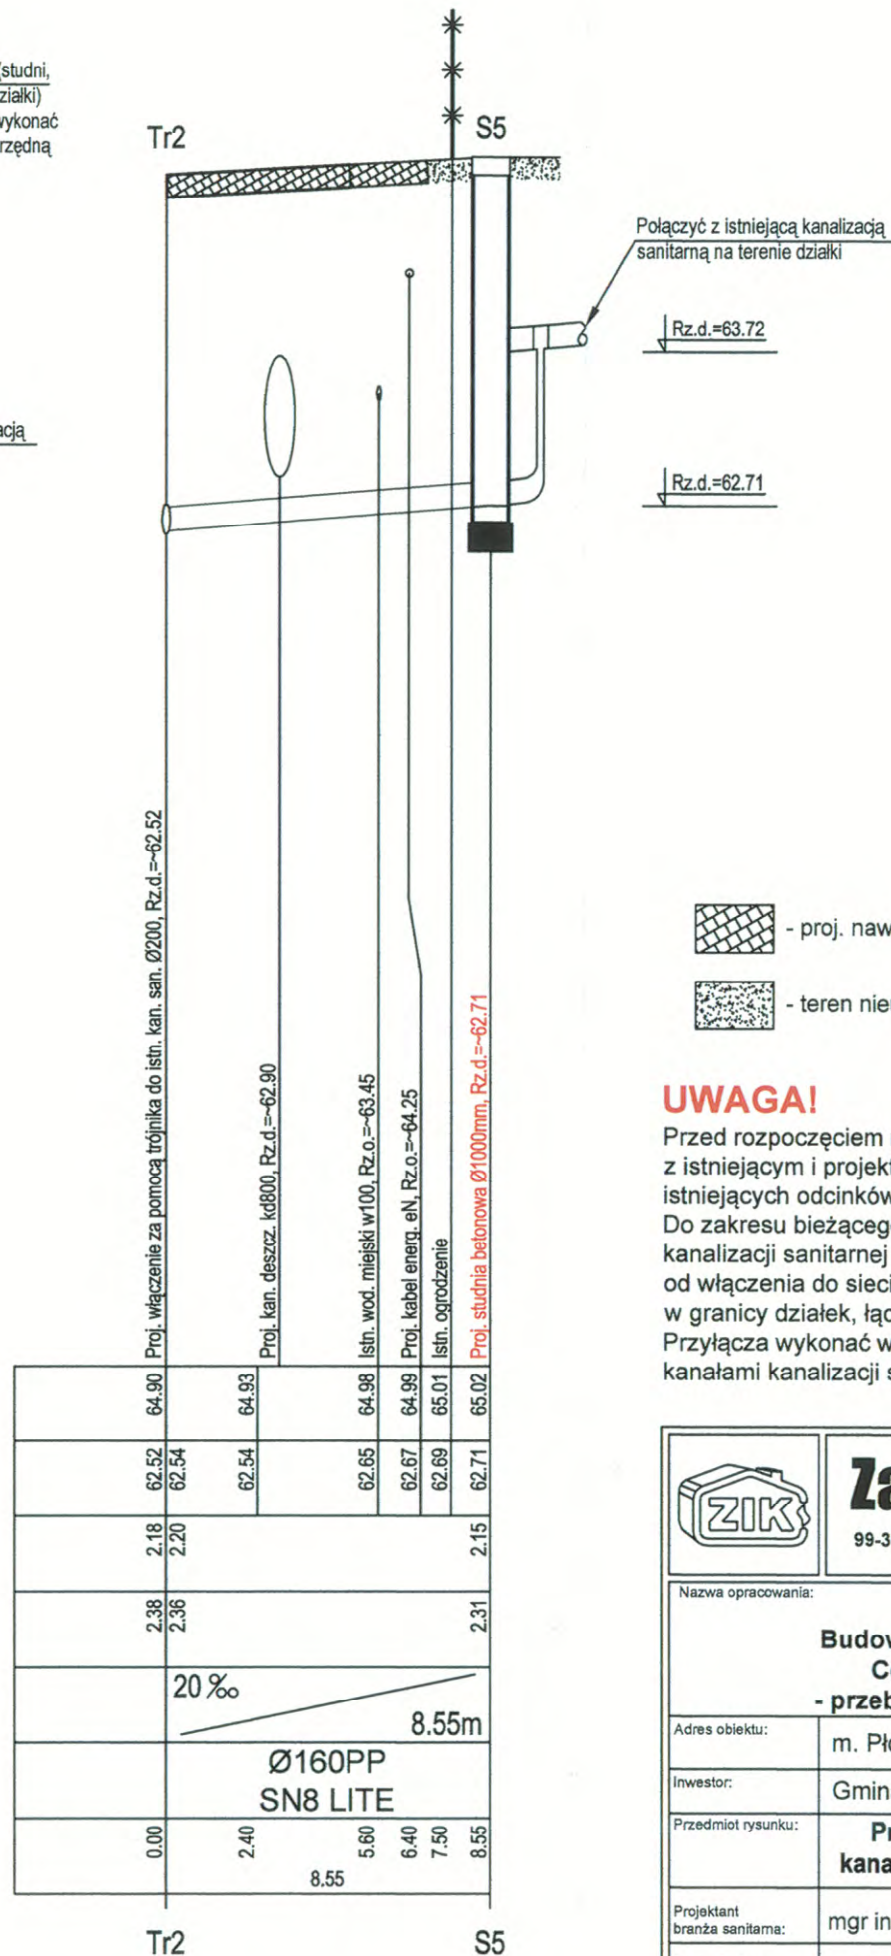 studni,
wykonać
Tr2
S5
Połączyć z istniejącą kanalizacją
sanitarną na terenie działki
Rz.d.=63.72
Rz.d.=62.71
Proj. włączenie za pomocą trójnika do istn. kan. san. Ø200, Rz.d.=~62.52
Proj. kan. deszcz. kd800, Rz.d.=~62.90
Istn. wod. miejski w100, Rz.o.=~63.45
Proj. kabel energ. eN, Rz.o.=~64.25
Istn. ogrodzenie
Proj. studnia betonowa Ø1000mm, Rz.d.=~62.71
- proj. naw
- teren nie
UWAGA!
Przed rozpoczęciem
z istniejącym i projekt
istniejących odcinków
Do zakresu bieżąceg
kanalizacji sanitarnej
od włączenia do sieci
w granicy działek, łąc
Przyłącza wykonać w
kanałami kanalizacji s
64.90 64.93 64.98 64.99 65.01 65.02
62.52 62.54 62.54 62.65 62.67 62.69 62.71
2.18 2.20 2.15
2.38 2.36 2.31
20 ‰
8.55m
Ø160PP
SN8 LITE
0.00 2.40 5.60 6.40 7.50 8.55
8.55
Tr2
S5
ZIK
Za
99-3
Nazwa opracowania:
Budow
C
- przeb
Adres obiektu:
m. Pło
Inwestor:
Gmin
Przedmiot rysunku:
Pr
kana
Projektant
branża sanitarna:
mgr in